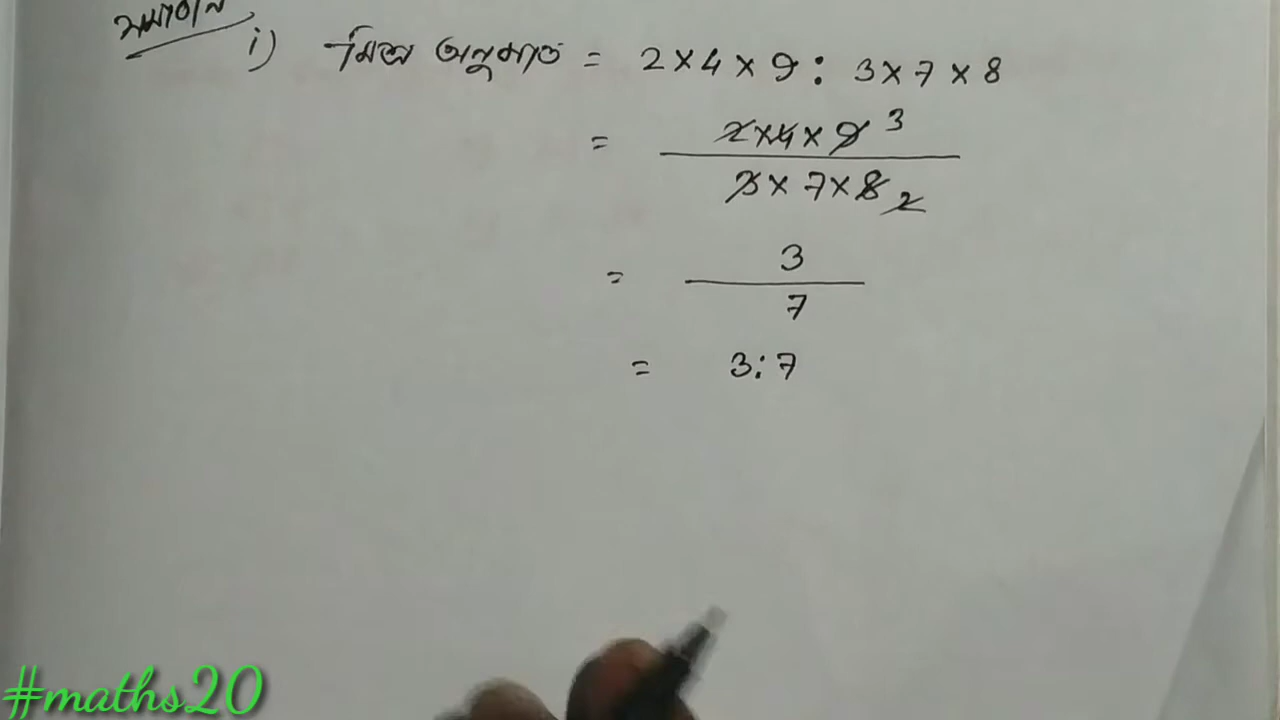 সমাধান
i) মিশ্র অনুপাত = 2 × 4 × 9 : 3 × 7 × 8
= 2×4×9 3 / 3 × 7 × 8 2
= 3 / 7
= 3:7
#maths20